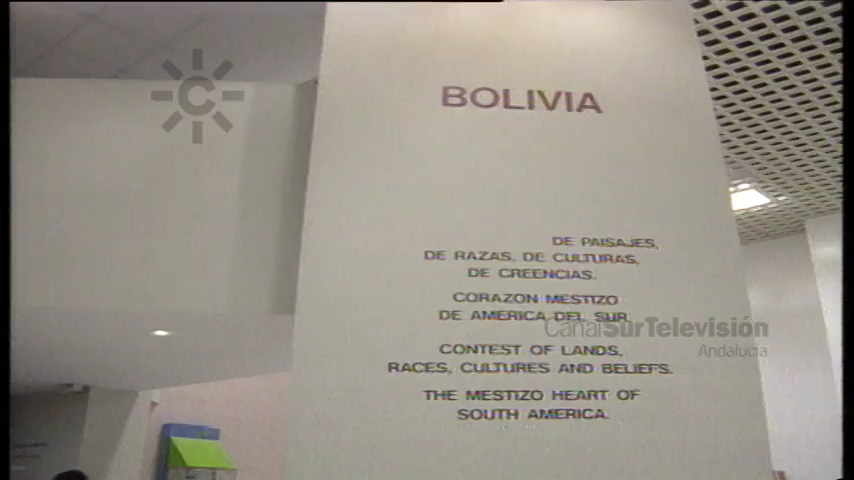 BOLIVIA
DE PAISAJES,
DE RAZAS, DE CULTURAS,
DE CREENCIAS.
CORAZON MESTIZO
DE AMERICA DEL SUR.
CONTEST OF LANDS,
RACES, CULTURES AND BELIEFS.
THE MESTIZO HEART OF
SOUTH AMERICA.
CanalSurTelevisión
Andalucía